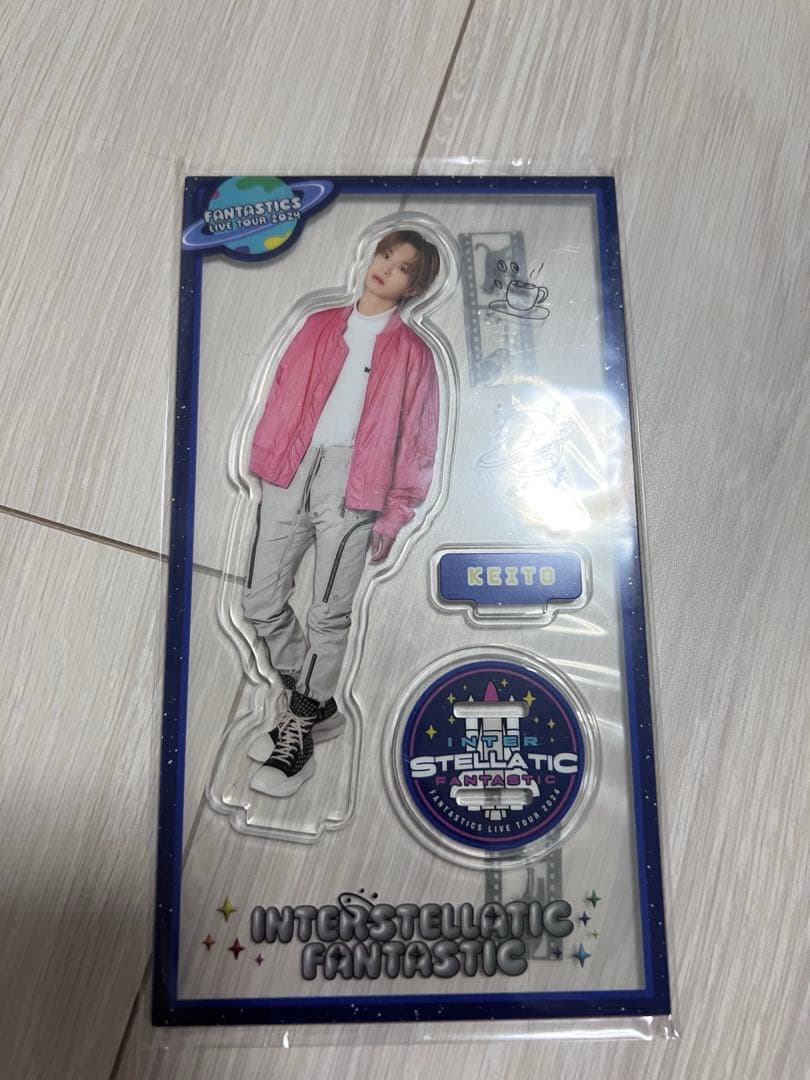 FANTASTICS
LIVE TOUR 2024
KEITO
INTER
STELLATIC
FANTASTIC
FANTASTICS LIVE TOUR 2024
INTERSTELLATIC
FANTASTIC